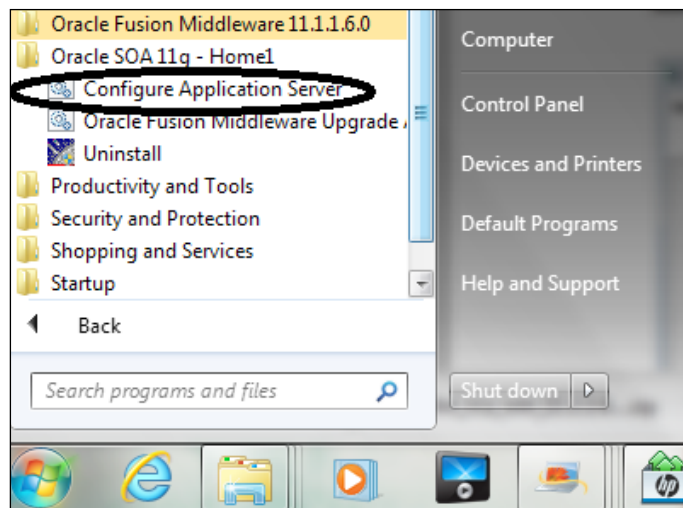 Oracle Fusion Middleware 11.1.1.6.0
Oracle SOA 11g - Home1
Configure Application Server
Oracle Fusion Middleware Upgrade
Uninstall
Productivity and Tools
Security and Protection
Shopping and Services
Startup
Back
Search programs and files
Computer
Control Panel
Devices and Printers
Default Programs
Help and Support
Shut down
hp